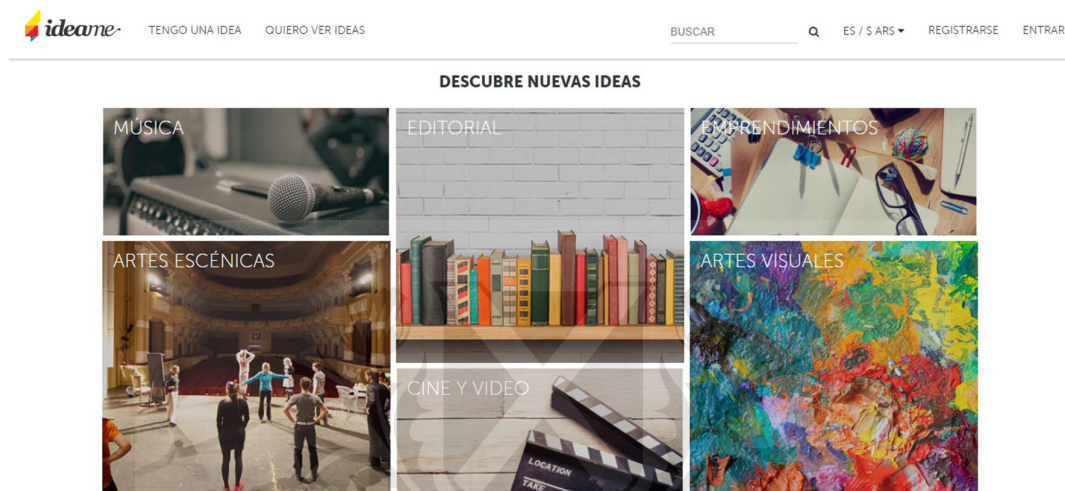 ideame
TENGO UNA IDEA
QUIERO VER IDEAS
BUSCAR
ES / $ ARS
REGISTRARSE
ENTRAR
DESCUBRE NUEVAS IDEAS
MÚSICA
EDITORIAL
EMPRENDIMIENTOS
ARTES ESCÉNICAS
ARTES VISUALES
CINE Y VIDEO
LOCATION
TAKE